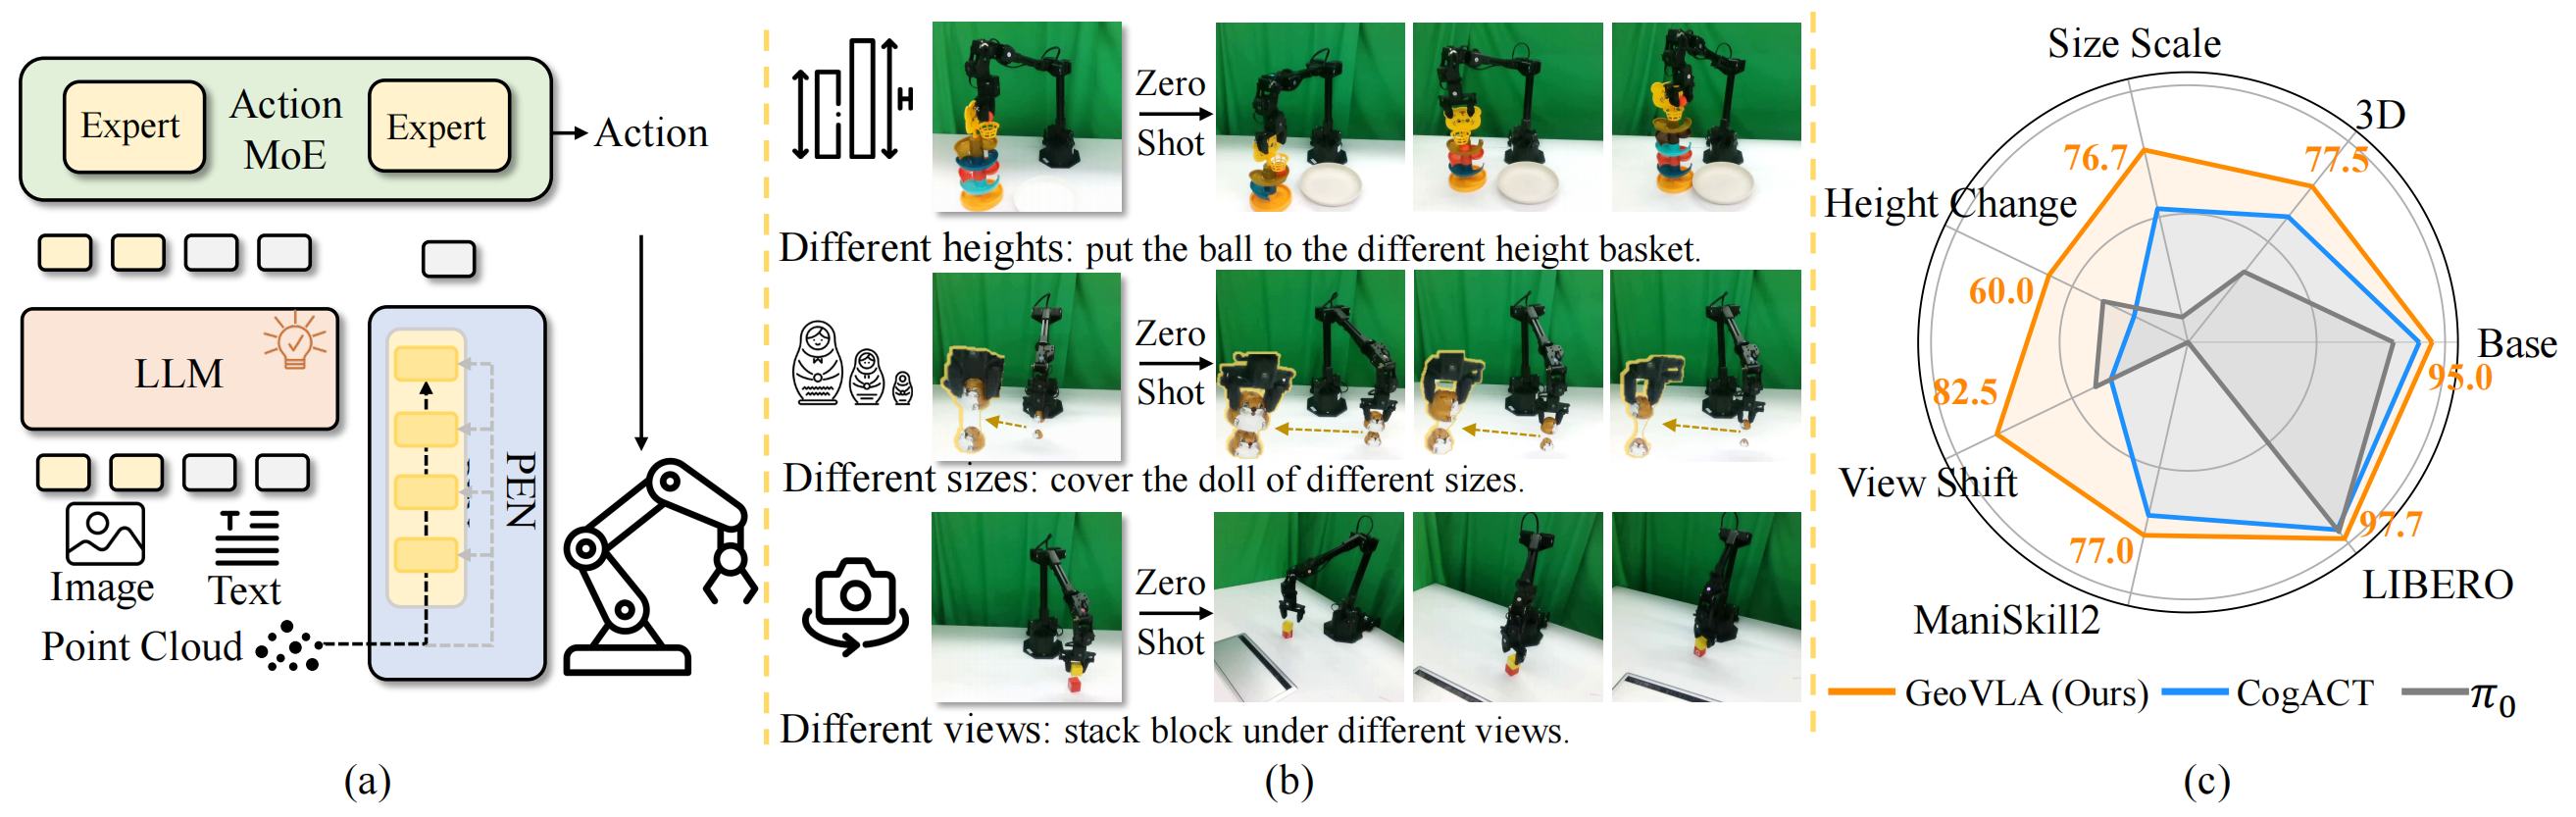 Expert
Action
MoE
Expert
Action
LLM
PEN
Image
Text
Point Cloud
(a)
H
Zero
Shot
Different heights: put the ball to the different height basket.
Zero
Shot
Different sizes: cover the doll of different sizes.
Zero
Shot
Different views: stack block under different views.
(b)
Size Scale
3D
76.7
77.5
Height Change
60.0
Base
95.0
82.5
View Shift
97.7
77.0
LIBERO
ManiSkill2
GeoVLA (Ours)
CogACT
π0
(c)